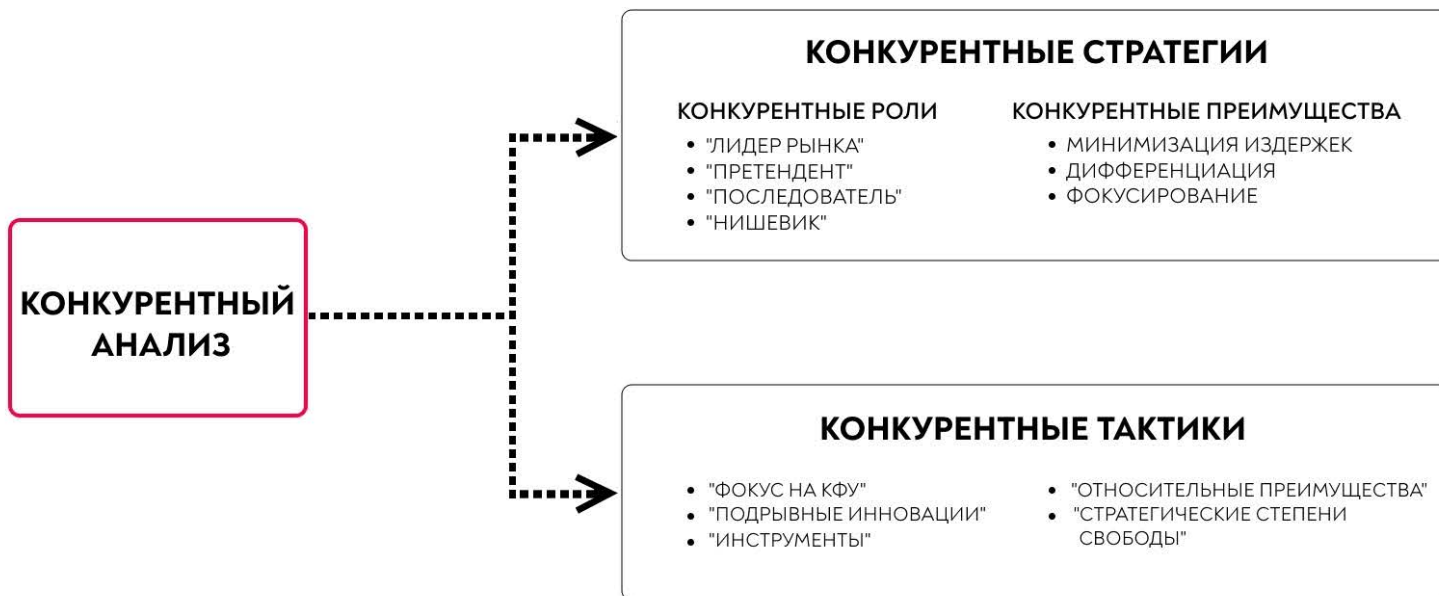 КОНКУРЕНТНЫЙ
АНАЛИЗ
КОНКУРЕНТНЫЕ СТРАТЕГИИ
КОНКУРЕНТНЫЕ РОЛИ
• "ЛИДЕР РЫНКА"
• "ПРЕТЕНДЕНТ"
• "ПОСЛЕДОВАТЕЛЬ"
• "НИШЕВИК"
КОНКУРЕНТНЫЕ ПРЕИМУЩЕСТВА
• МИНИМИЗАЦИЯ ИЗДЕРЖЕК
• ДИФФЕРЕНЦИАЦИЯ
• ФОКУСИРОВАНИЕ
КОНКУРЕНТНЫЕ ТАКТИКИ
• "ФОКУС НА КФУ"
• "ПОДРЫВНЫЕ ИННОВАЦИИ"
• "ИНСТРУМЕНТЫ"
• "ОТНОСИТЕЛЬНЫЕ ПРЕИМУЩЕСТВА"
• "СТРАТЕГИЧЕСКИЕ СТЕПЕНИ
СВОБОДЫ"